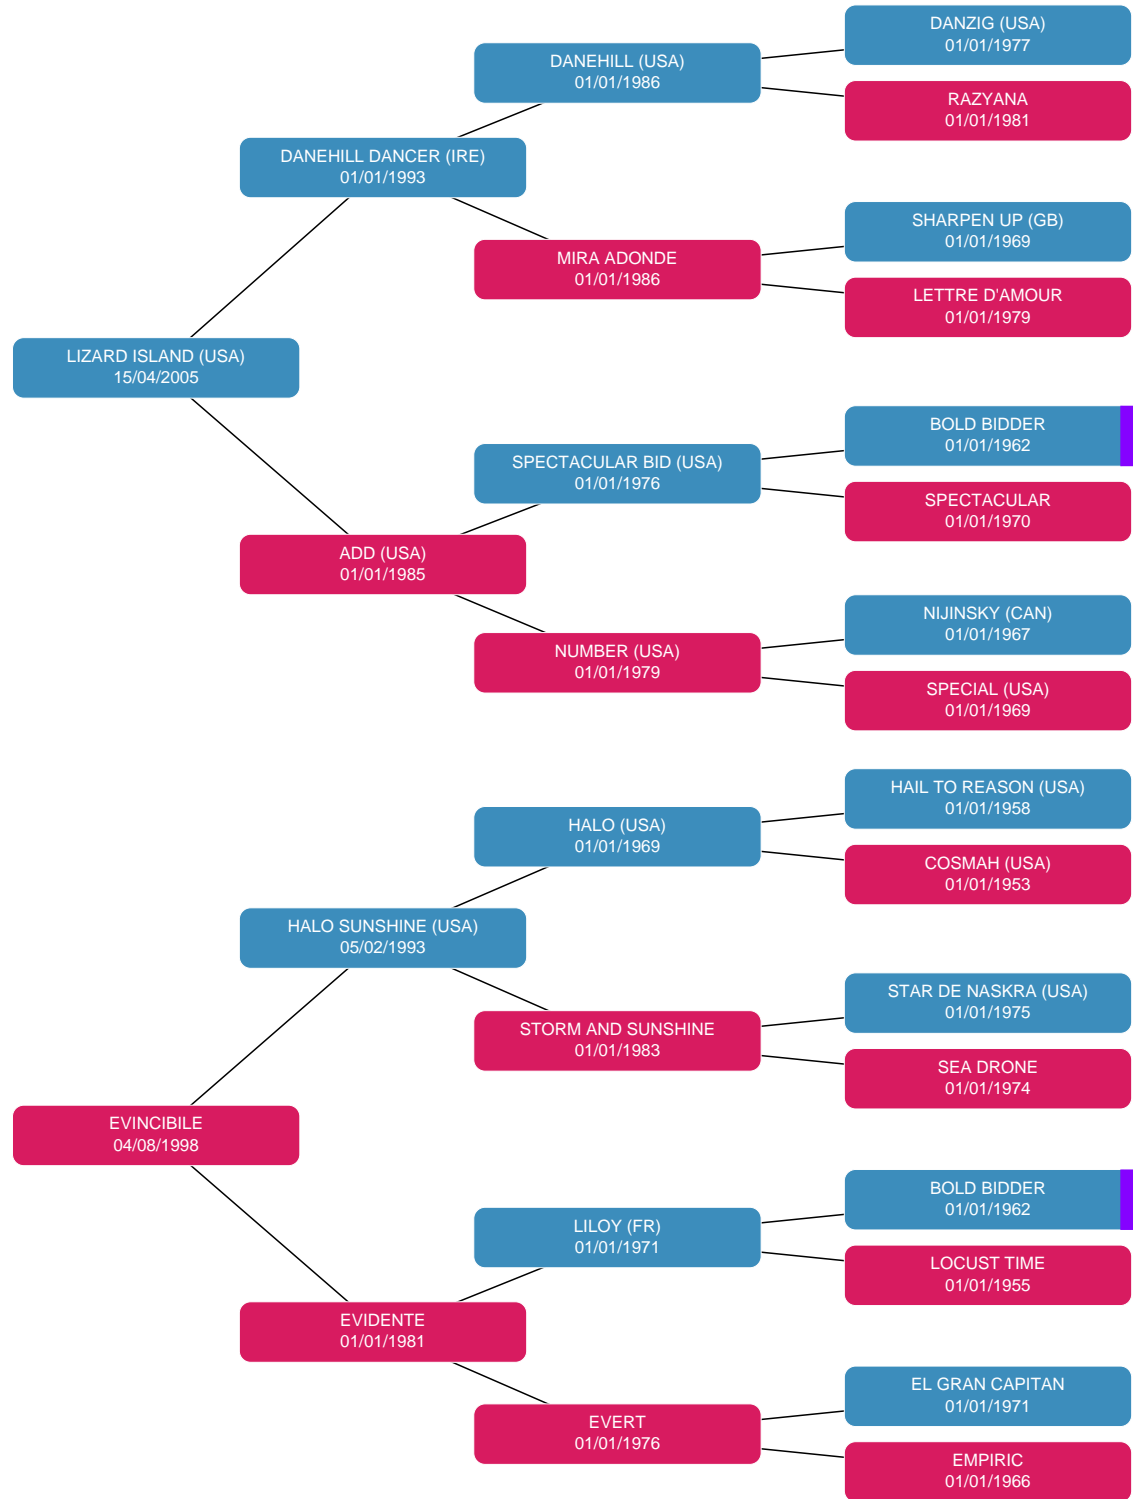 DANZIG (USA)
01/01/1977
DANEHILL (USA)
01/01/1986
RAZYANA
01/01/1981
DANEHILL DANCER (IRE)
01/01/1993
SHARPEN UP (GB)
01/01/1969
MIRA ADONDE
01/01/1986
LETTRE D'AMOUR
01/01/1979
LIZARD ISLAND (USA)
15/04/2005
BOLD BIDDER
01/01/1962
SPECTACULAR BID (USA)
01/01/1976
SPECTACULAR
01/01/1970
ADD (USA)
01/01/1985
NIJINSKY (CAN)
01/01/1967
NUMBER (USA)
01/01/1979
SPECIAL (USA)
01/01/1969
HAIL TO REASON (USA)
01/01/1958
HALO (USA)
01/01/1969
COSMAH (USA)
01/01/1953
HALO SUNSHINE (USA)
05/02/1993
STAR DE NASKRA (USA)
01/01/1975
STORM AND SUNSHINE
01/01/1983
SEA DRONE
01/01/1974
EVINCIBILE
04/08/1998
BOLD BIDDER
01/01/1962
LILOY (FR)
01/01/1971
LOCUST TIME
01/01/1955
EVIDENTE
01/01/1981
EL GRAN CAPITAN
01/01/1971
EVERT
01/01/1976
EMPIRIC
01/01/1966